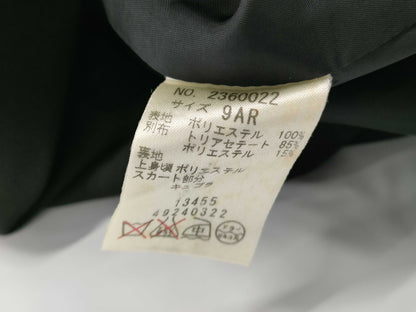 NO. 2360022
サイズ 9AR
表地 ポリエステル 100%
別布 トリアセテート 85%
ポリエステル 15%
裏地
上身頃 ポリエステル
スカート部分
キュプラ
13455
49240322
中